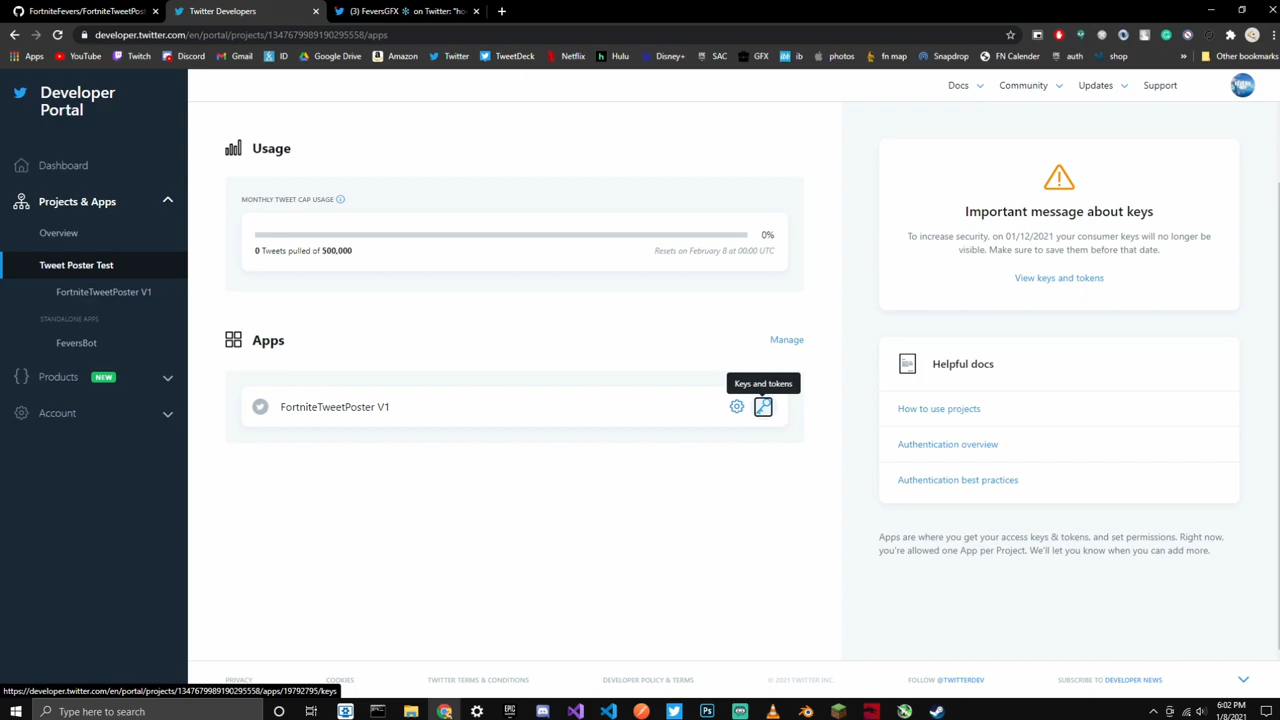 FortniteFevers/FortniteTweetPost
Twitter Developers
(3) FeversGFX ❄ on Twitter: "ho
developer.twitter.com/en/portal/projects/1347679989190295558/apps
Apps
YouTube
Twitch
Discord
Gmail
ID
Google Drive
Amazon
Twitter
TweetDeck
Netflix
Hulu
Disney+
SAC
GFX
ib
photos
fn map
Snapdrop
FN Calender
auth
shop
»
Other bookmarks
Developer
Portal
Docs
Community
Updates
Support
Dashboard
Projects & Apps
Overview
Tweet Poster Test
FortniteTweetPoster V1
STANDALONE APPS
FeversBot
Products
NEW
Account
Usage
MONTHLY TWEET CAP USAGE
0%
0 Tweets pulled of 500,000
Resets on February 8 at 00:00 UTC
Apps
Manage
Keys and tokens
FortniteTweetPoster V1
Important message about keys
To increase security, on 01/12/2021 your consumer keys will no longer be
visible. Make sure to save them before that date.
View keys and tokens
Helpful docs
How to use projects
Authentication overview
Authentication best practices
Apps are where you get your access keys & tokens, and set permissions. Right now,
you're allowed one App per Project. We'll let you know when you can add more.
PRIVACY
COOKIES
TWITTER TERMS & CONDITIONS
DEVELOPER POLICY & TERMS
© 2021 TWITTER INC.
FOLLOW @TWITTERDEV
SUBSCRIBE TO DEVELOPER NEWS
https://developer.twitter.com/en/portal/projects/1347679989190295558/apps/19792795/keys
Type here to search
6:02 PM
1/8/2021